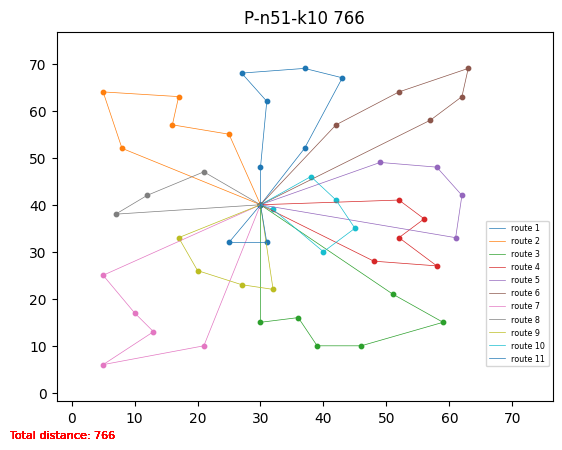 P-n51-k10 766
70
60
50
40
30
20
10
0
0 10 20 30 40 50 60 70
route 1
route 2
route 3
route 4
route 5
route 6
route 7
route 8
route 9
route 10
route 11
Total distance: 766